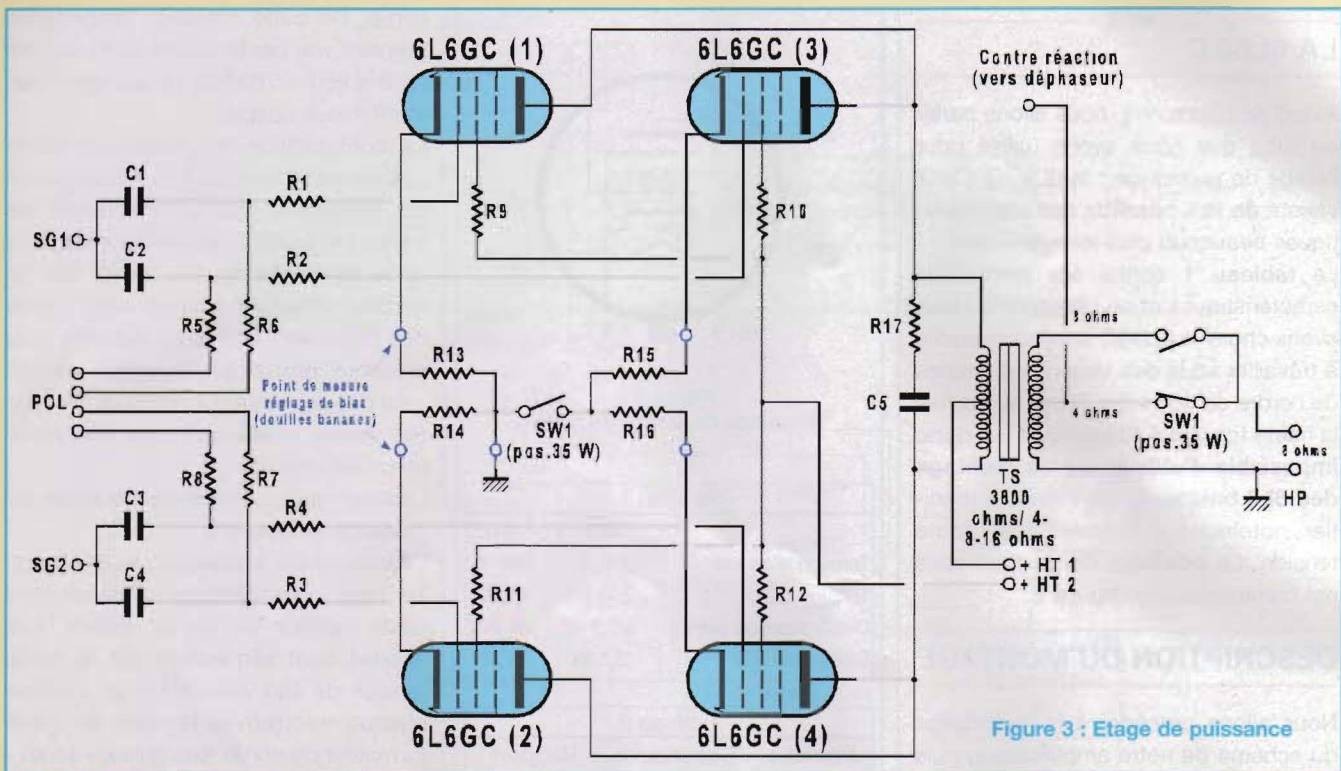 6L6GC (1)
6L6GC (3)
Contre réaction
(vers déphaseur)
C1
R1
SG1
C2
R2
R9
R10
R5
R6
R17
8 ohms
POL
Point de mesure
réglage de bias
(douilles bananes)
R13
R15
R14
SW1
(pos.35 W)
R16
C5
4 ohms
SW1
(pos.35 W)
8 ohms
HP
R8
R7
C3
R4
SG2
C4
R3
R11
R12
TS
3800
ohms/ 4-
8-16 ohms
+ HT 1
+ HT 2
6L6GC (2)
6L6GC (4)
Figure 3 : Etage de puissance